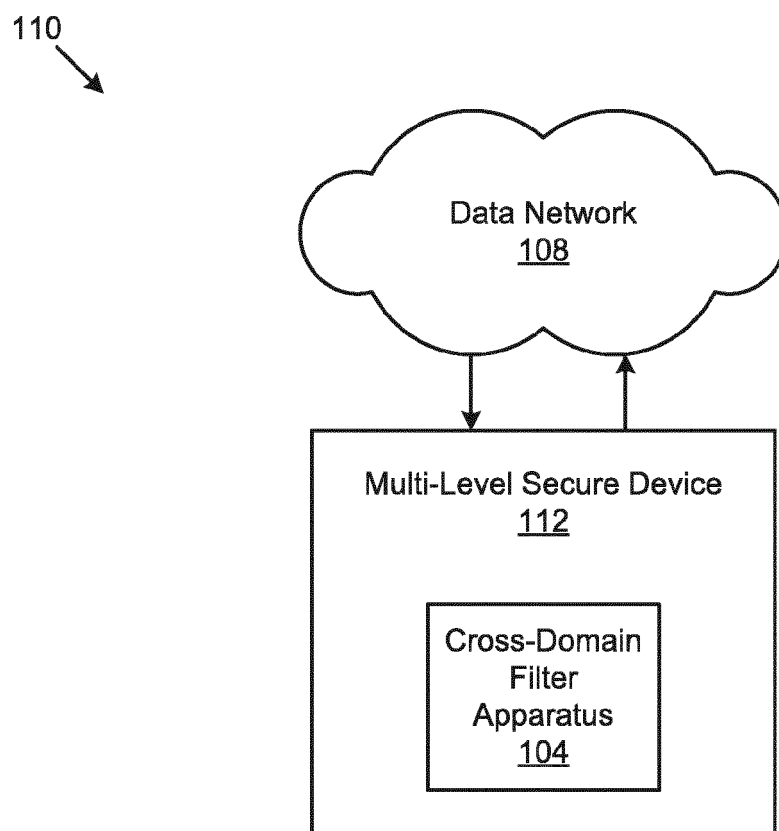 110
Data Network
108
Multi-Level Secure Device
112
Cross-Domain
Filter
Apparatus
104